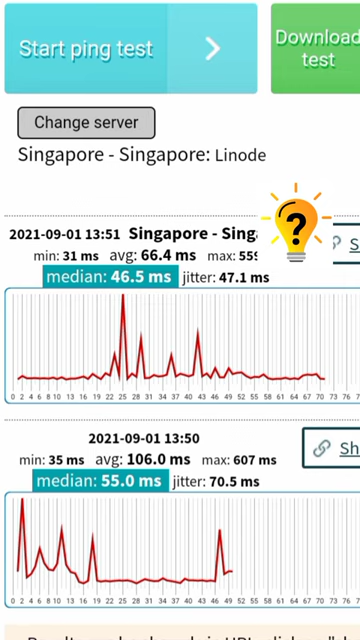 Start ping test
Download
test
Change server
Singapore - Singapore: Linode
?
2021-09-01 13:51 Singapore - Sing
min: 31 ms avg: 66.4 ms max: 559
median: 46.5 ms jitter: 47.1 ms
S
0 2 4 6 8 10 13 16 19 22 25 28 31 34 37 40 43 46 49 52 55 58 61 64 67 70 73 76
2021-09-01 13:50
min: 35 ms avg: 106.0 ms max: 607 ms
median: 55.0 ms jitter: 70.5 ms
Sh
0 2 4 6 8 10 13 16 19 22 25 28 31 34 37 40 43 46 49 52 55 58 61 64 67 70 73 76